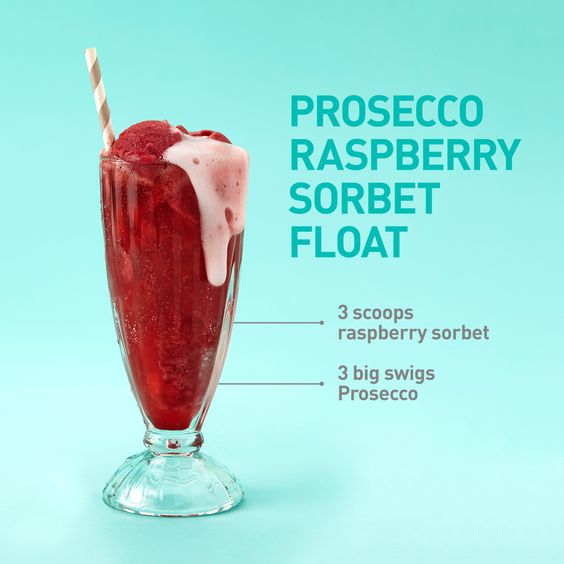 PROSECCO
RASPBERRY
SORBET
FLOAT
3 scoops
raspberry sorbet
3 big swigs
Prosecco